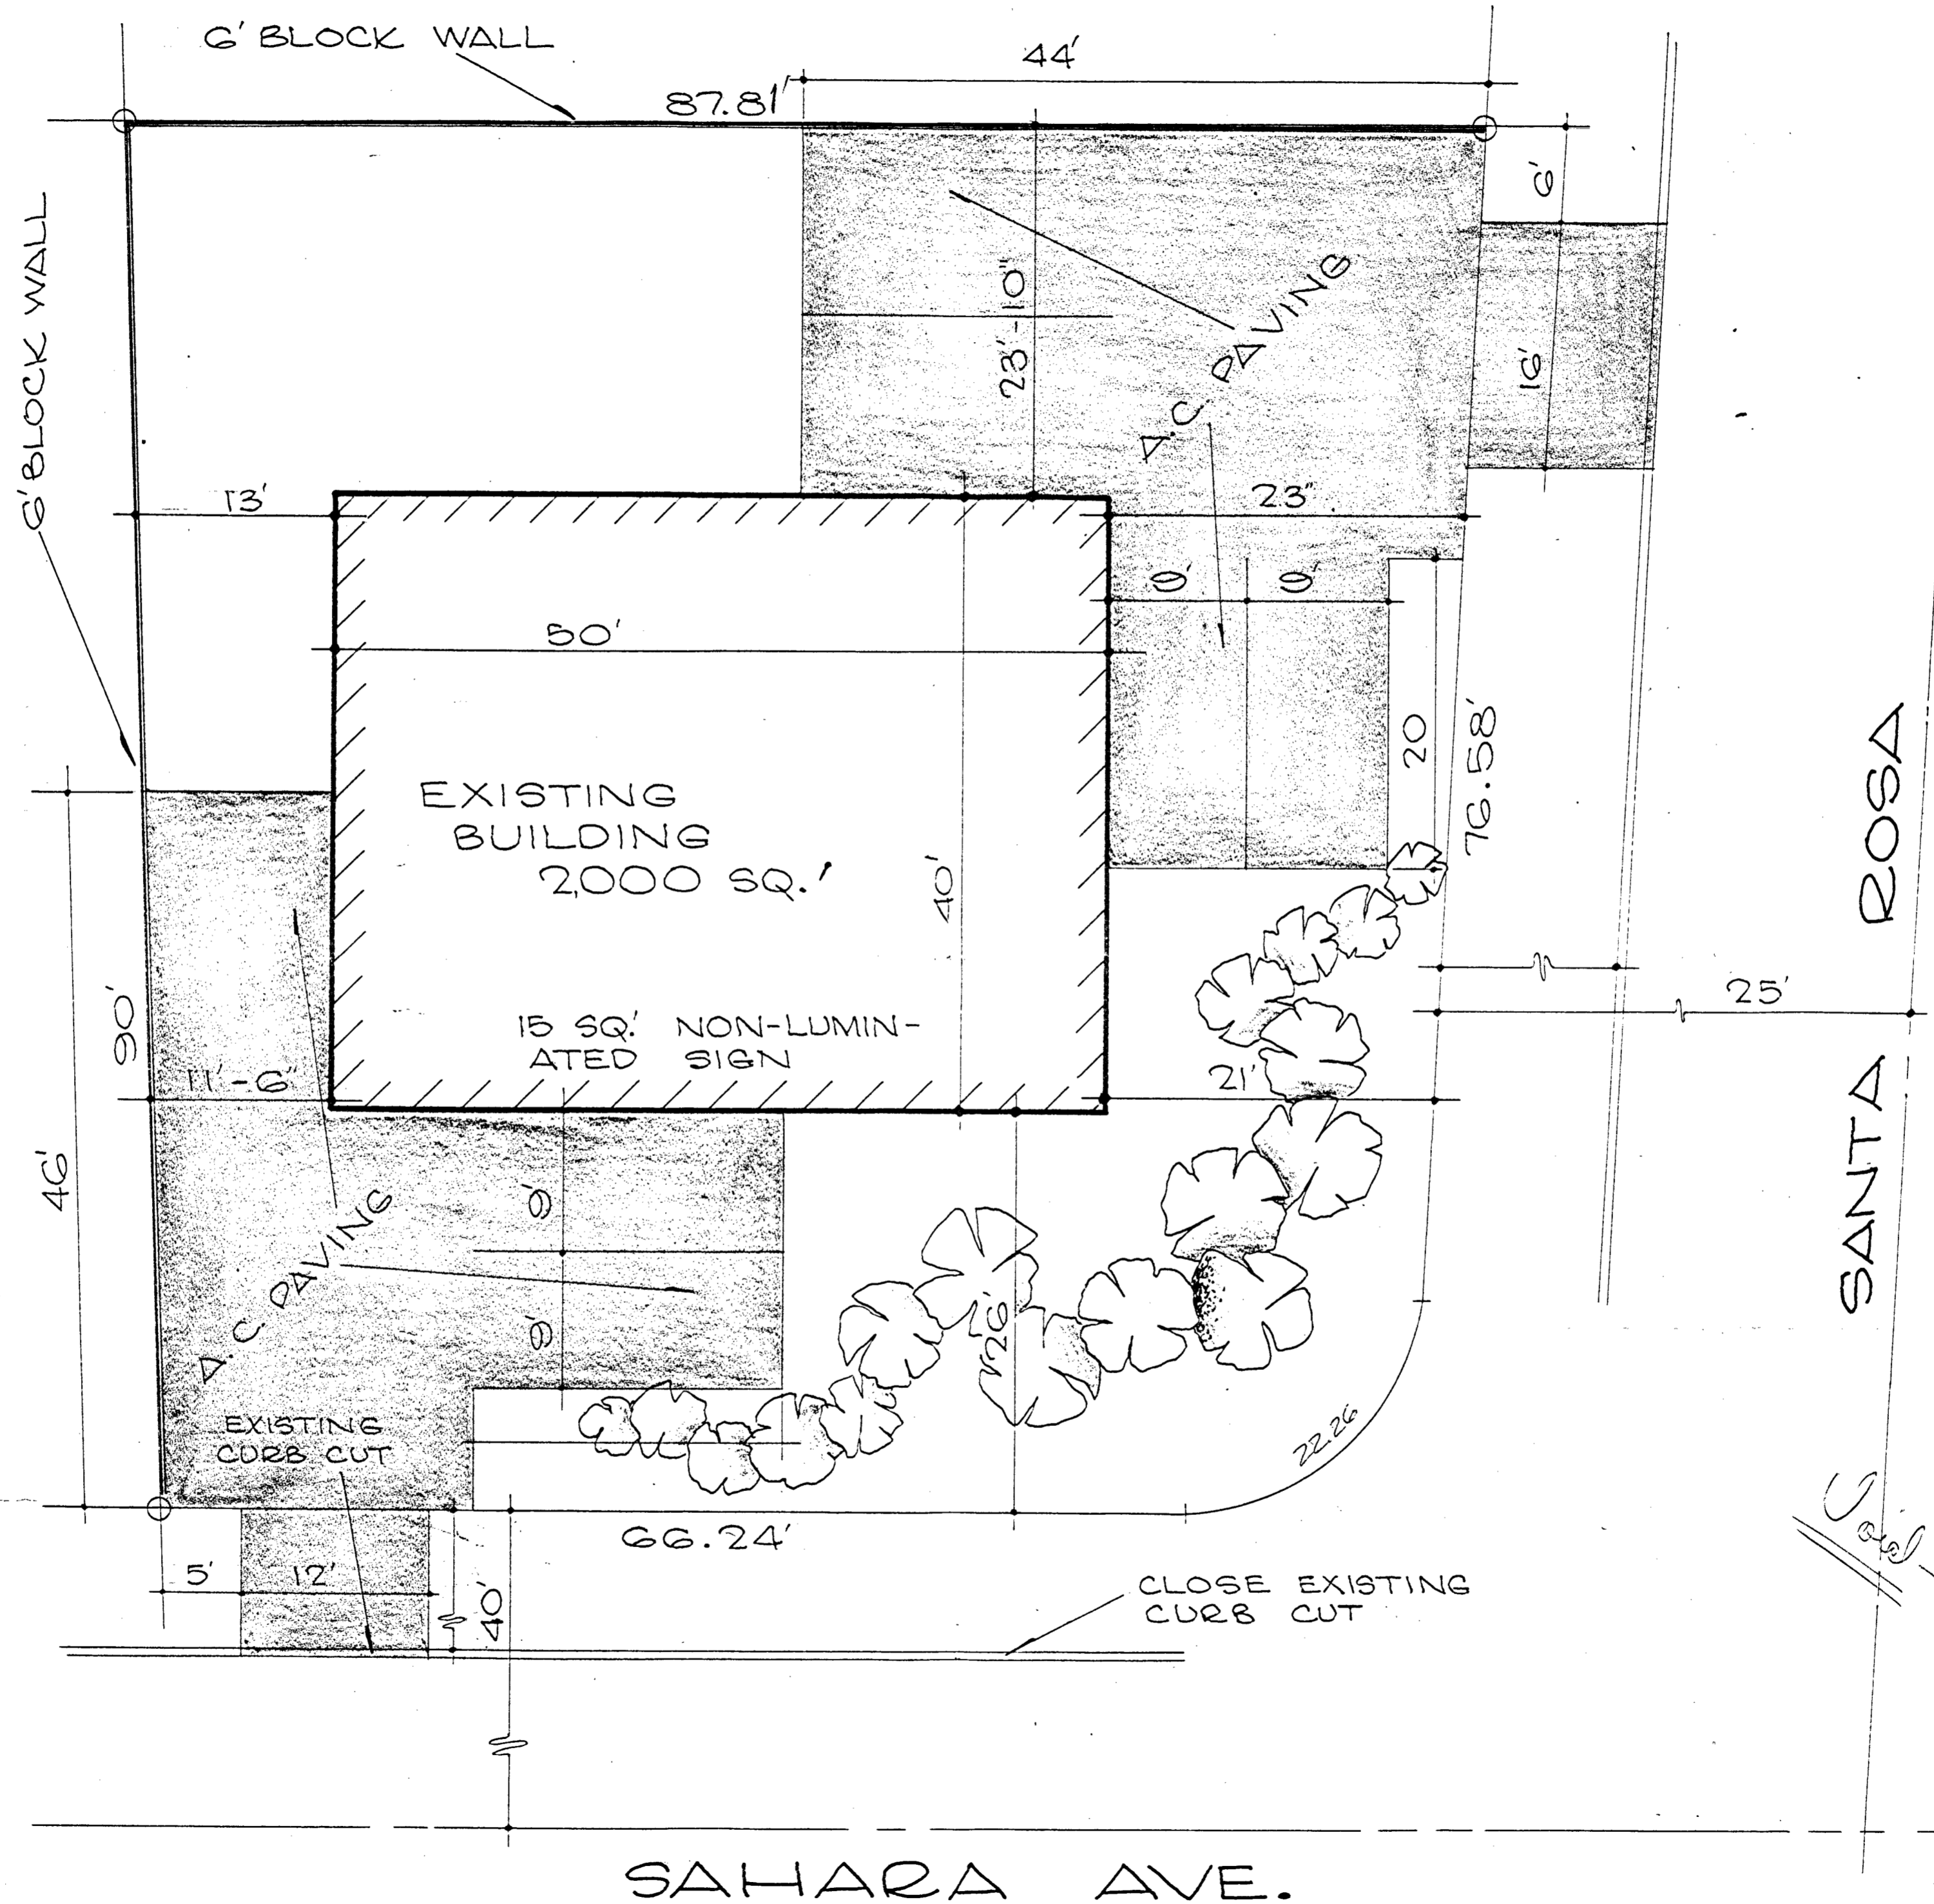 6' BLOCK WALL
44'
87.81'
6'
6' BLOCK WALL
23'-10"
A.C. PAVING
16'
13'
23"
9'
9'
50'
20
76.58'
EXISTING
BUILDING
2,000 SQ.'
40'
ROSA
25'
90'
15 SQ.' NON-LUMIN-
ATED SIGN
11'-6"
21'
46'
SANTA
9'
A.C PAVING
9'
26'
22.26
EXISTING
CURB CUT
66.24'
5'
12'
40'
CLOSE EXISTING
CURB CUT
SAHARA AVE.